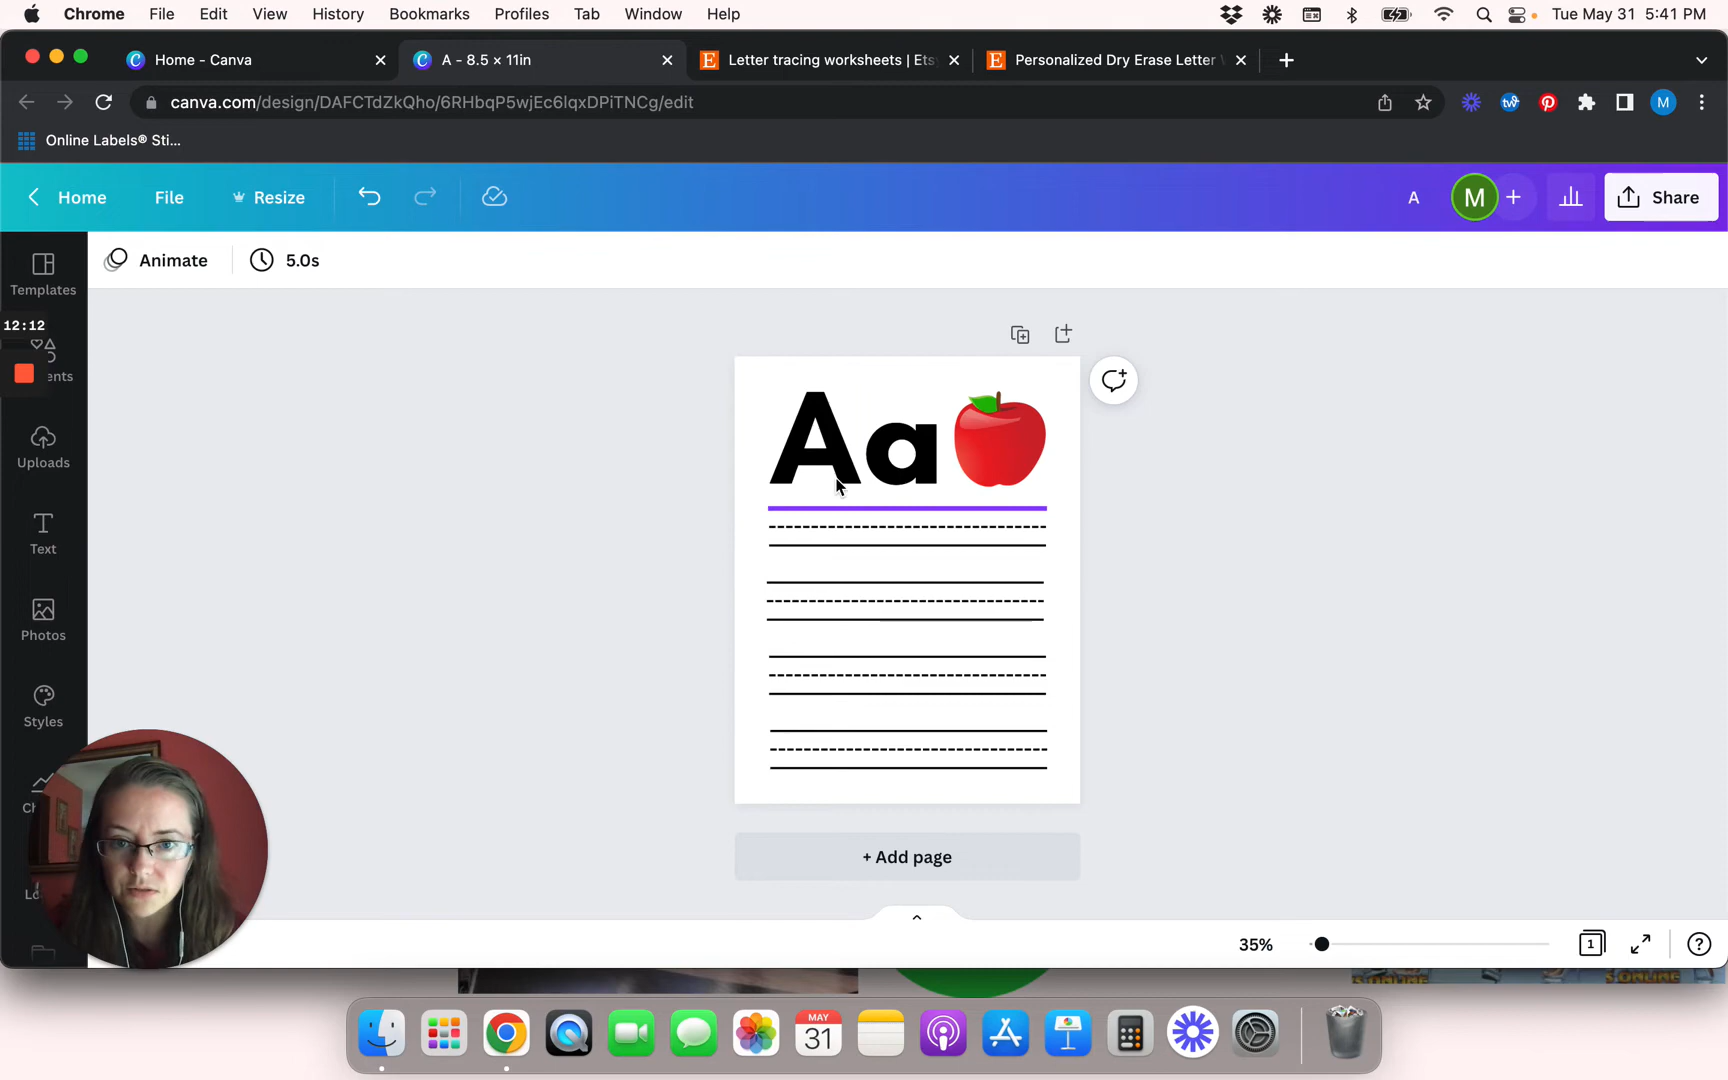 Chrome File Edit View History Bookmarks Profiles Tab Window Help Tue May 31 5:41 PM
Home - Canva A - 8.5 × 11in Letter tracing worksheets | Ets Personalized Dry Erase Letter
canva.com/design/DAFCTdZkQho/6RHbqP5wjEc6lqxDPiTNCg/edit M
Online Labels® Sti...
Home File Resize A M + Share
Animate 5.0s
Templates
12:12
ents
Uploads
Text
Photos
Styles
Aa
+ Add page
35% 1 ?
MAY
31